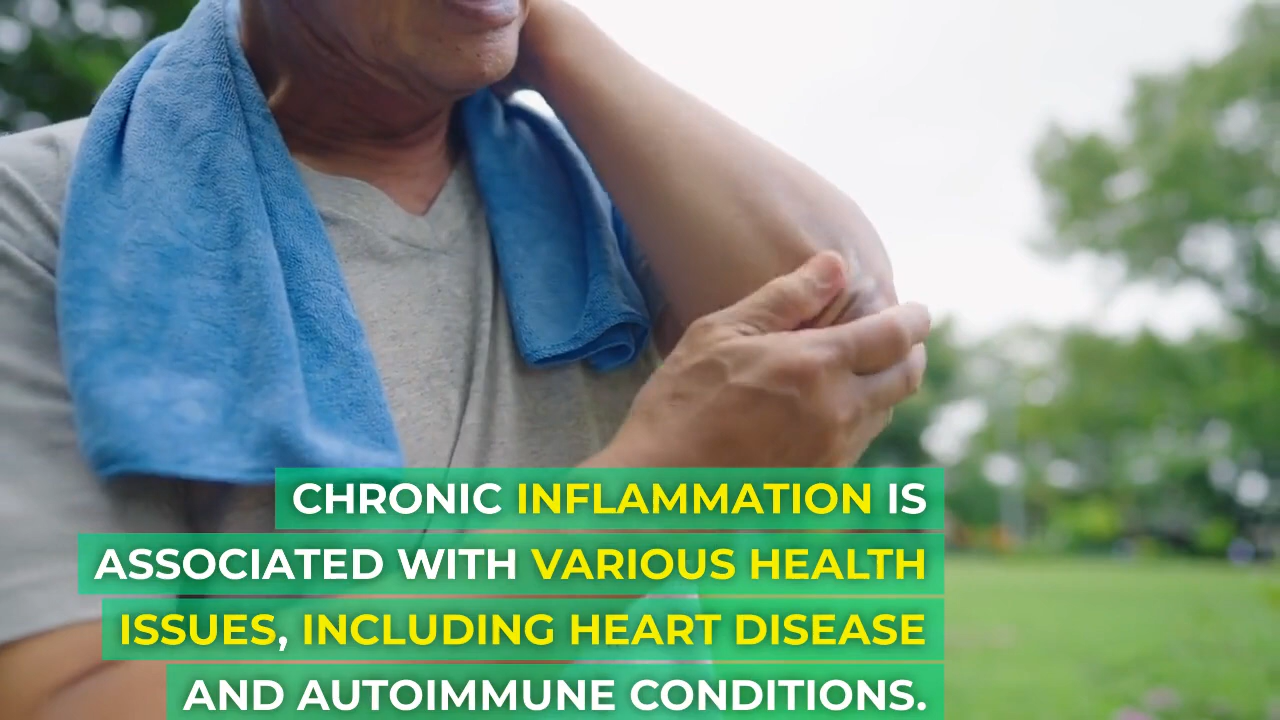 CHRONIC INFLAMMATION IS
ASSOCIATED WITH VARIOUS HEALTH
ISSUES, INCLUDING HEART DISEASE
AND AUTOIMMUNE CONDITIONS.